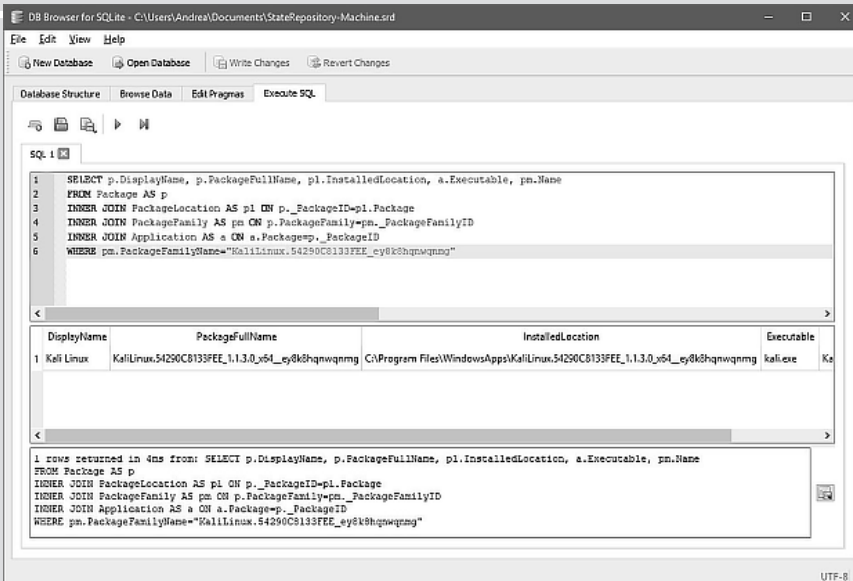 DB Browser for SQLite - C:\Users\Andrea\Documents\StateRepository-Machine.srd
File Edit View Help
New Database Open Database Write Changes Revert Changes
Database Structure Browse Data Edit Pragmas Execute SQL
SQL 1
1 SELECT p.DisplayName, p.PackageFullName, pl.InstalledLocation, a.Executable, pm.Name
2 FROM Package AS p
3 INNER JOIN PackageLocation AS pl ON p._PackageID=pl.Package
4 INNER JOIN PackageFamily AS pm ON p.PackageFamily=pm._PackageFamilyID
5 INNER JOIN Application AS a ON a.Package=p._PackageID
6 WHERE pm.PackageFamilyName="KaliLinux.54290C8133FEE_ey8k8hqnwqnmg"
DisplayName PackageFullName InstalledLocation Executable
1 Kali Linux KaliLinux.54290C8133FEE_1.1.3.0_x64__ey8k8hqnwqnmg C:\Program Files\WindowsApps\KaliLinux.54290C8133FEE_1.1.3.0_x64__ey8k8hqnwqnmg kali.exe Ka
1 rows returned in 4ms from: SELECT p.DisplayName, p.PackageFullName, pl.InstalledLocation, a.Executable, pm.Name
FROM Package AS p
INNER JOIN PackageLocation AS pl ON p._PackageID=pl.Package
INNER JOIN PackageFamily AS pm ON p.PackageFamily=pm._PackageFamilyID
INNER JOIN Application AS a ON a.Package=p._PackageID
WHERE pm.PackageFamilyName="KaliLinux.54290C8133FEE_ey8k8hqnwqnmg"
UTF-8